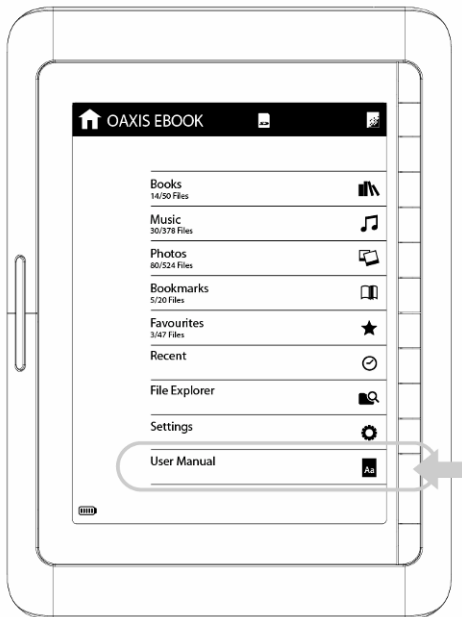 OAXIS EBOOK
Books
14/50 Files
Music
30/378 Files
Photos
80/524 Files
Bookmarks
5/20 Files
Favourites
3/47 Files
Recent
File Explorer
Settings
User Manual
Aa